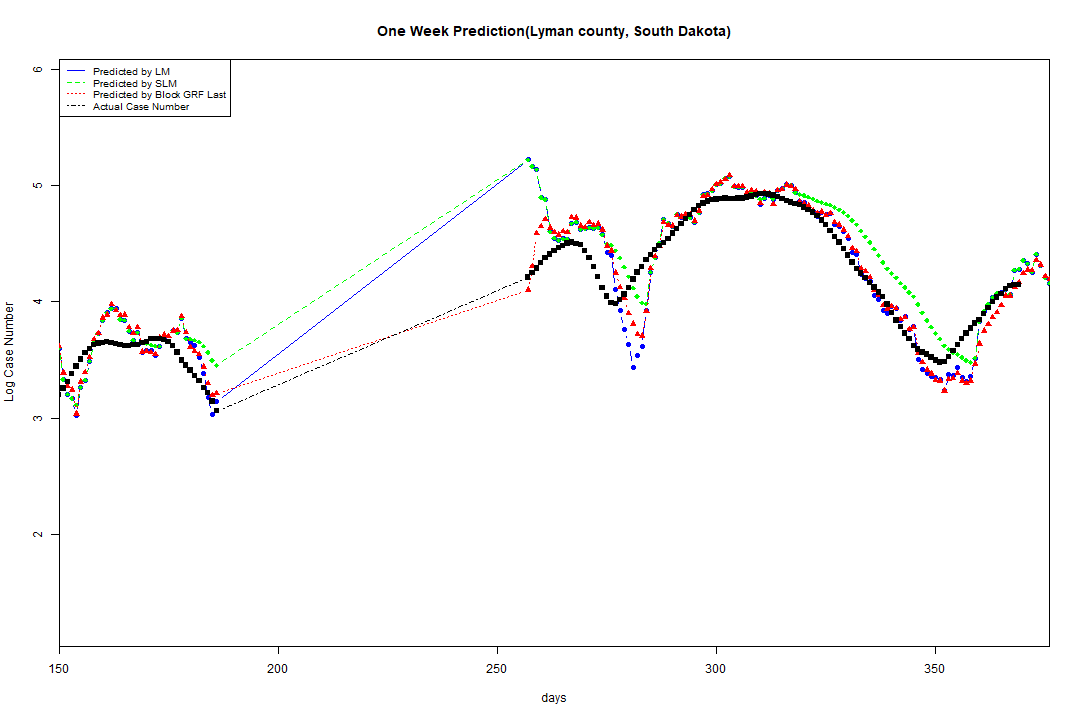 One Week Prediction(Lyman county, South Dakota)
Predicted by LM
Predicted by SLM
Predicted by Block GRF Last
Actual Case Number
Log Case Number
6
5
4
3
2
150 200 250 300 350
days